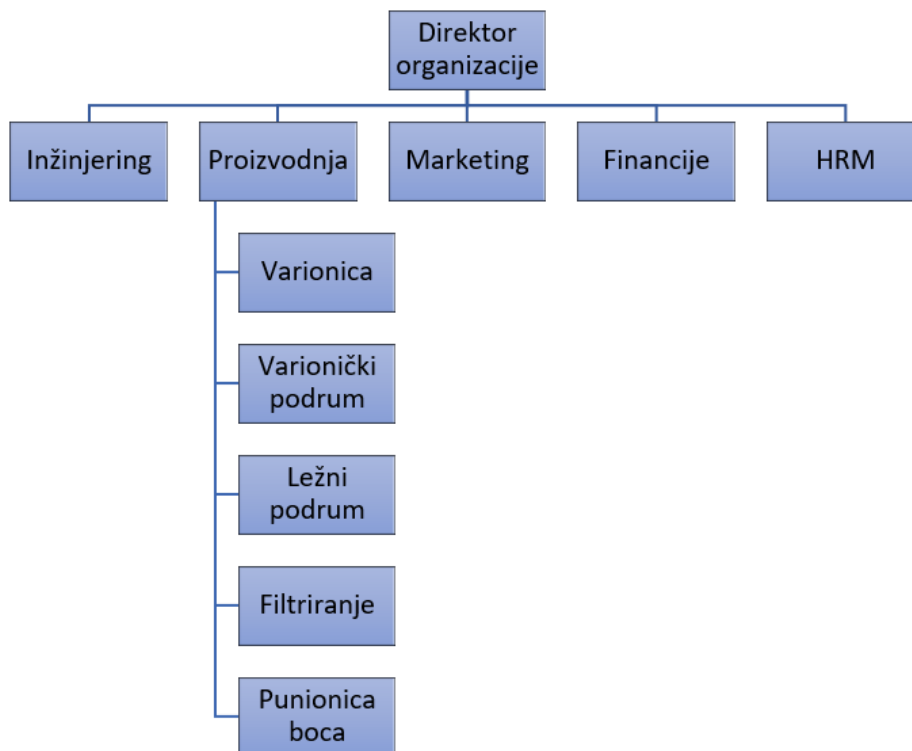 Direktor
organizacije
Inžinjering
Proizvodnja
Marketing
Financije
HRM
Varionica
Varionički
podrum
Ležni
podrum
Filtriranje
Punionica
boca